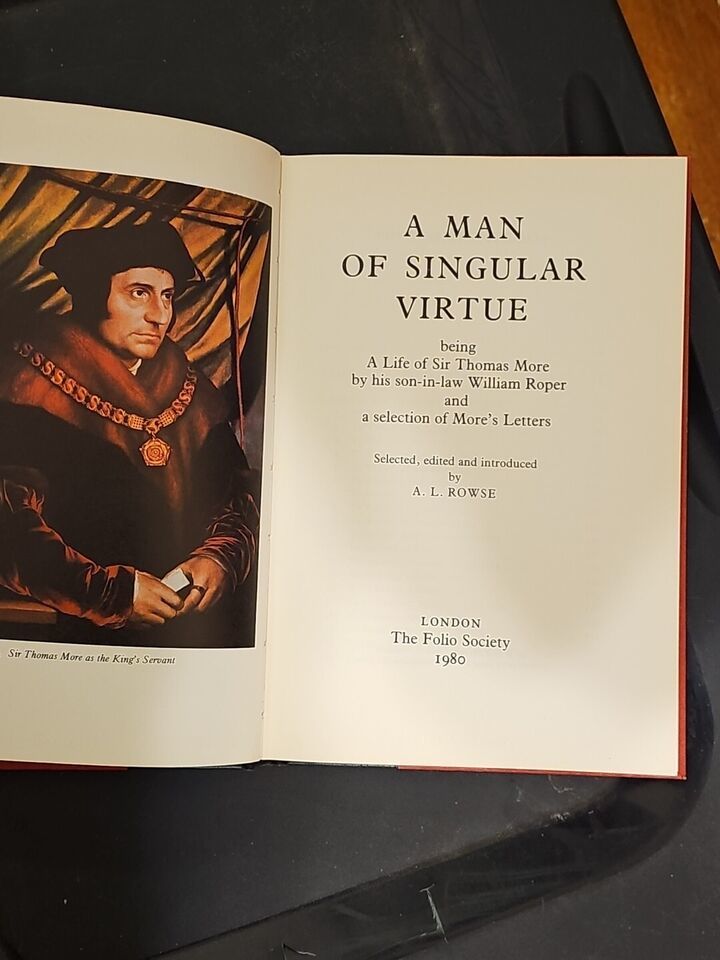 Sir Thomas More as the King's Servant
A MAN
OF SINGULAR
VIRTUE
being
A Life of Sir Thomas More
by his son-in-law William Roper
and
a selection of More's Letters
Selected, edited and introduced
by
A. L. ROWSE
LONDON
The Folio Society
1980